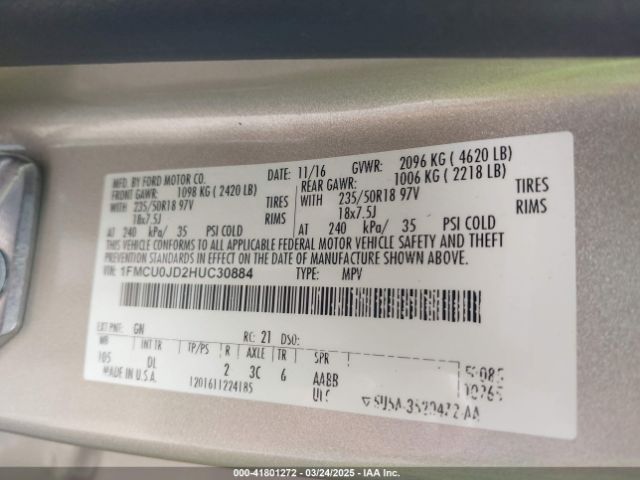 MFD. BY FORD MOTOR CO. DATE: 11/16 GVWR: 2096 KG ( 4620 LB)
FRONT GAWR: 1098 KG ( 2420 LB) REAR GAWR: 1006 KG ( 2218 LB)
WITH 235/50R18 97V TIRES WITH 235/50R18 97V TIRES
18x7.5J RIMS 18x7.5J RIMS
AT 240 kPa/ 35 PSI COLD AT 240 kPa/ 35 PSI COLD
THIS VEHICLE CONFORMS TO ALL APPLICABLE FEDERAL MOTOR VEHICLE SAFETY AND THEFT
PREVENTION STANDARDS IN EFFECT ON THE DATE OF MANUFACTURE SHOWN ABOVE.
VIN: 1FMCU0JD2HUC30884 TYPE: MPV
EXT PNT: GN RC: 21 DSO:
WB INT TR TP/PS R AXLE TR SPR
105 DL 2 3C 6 AABB
MADE IN U.S.A. 1201611224185
000-41801272 - 03/24/2025 - IAA Inc.